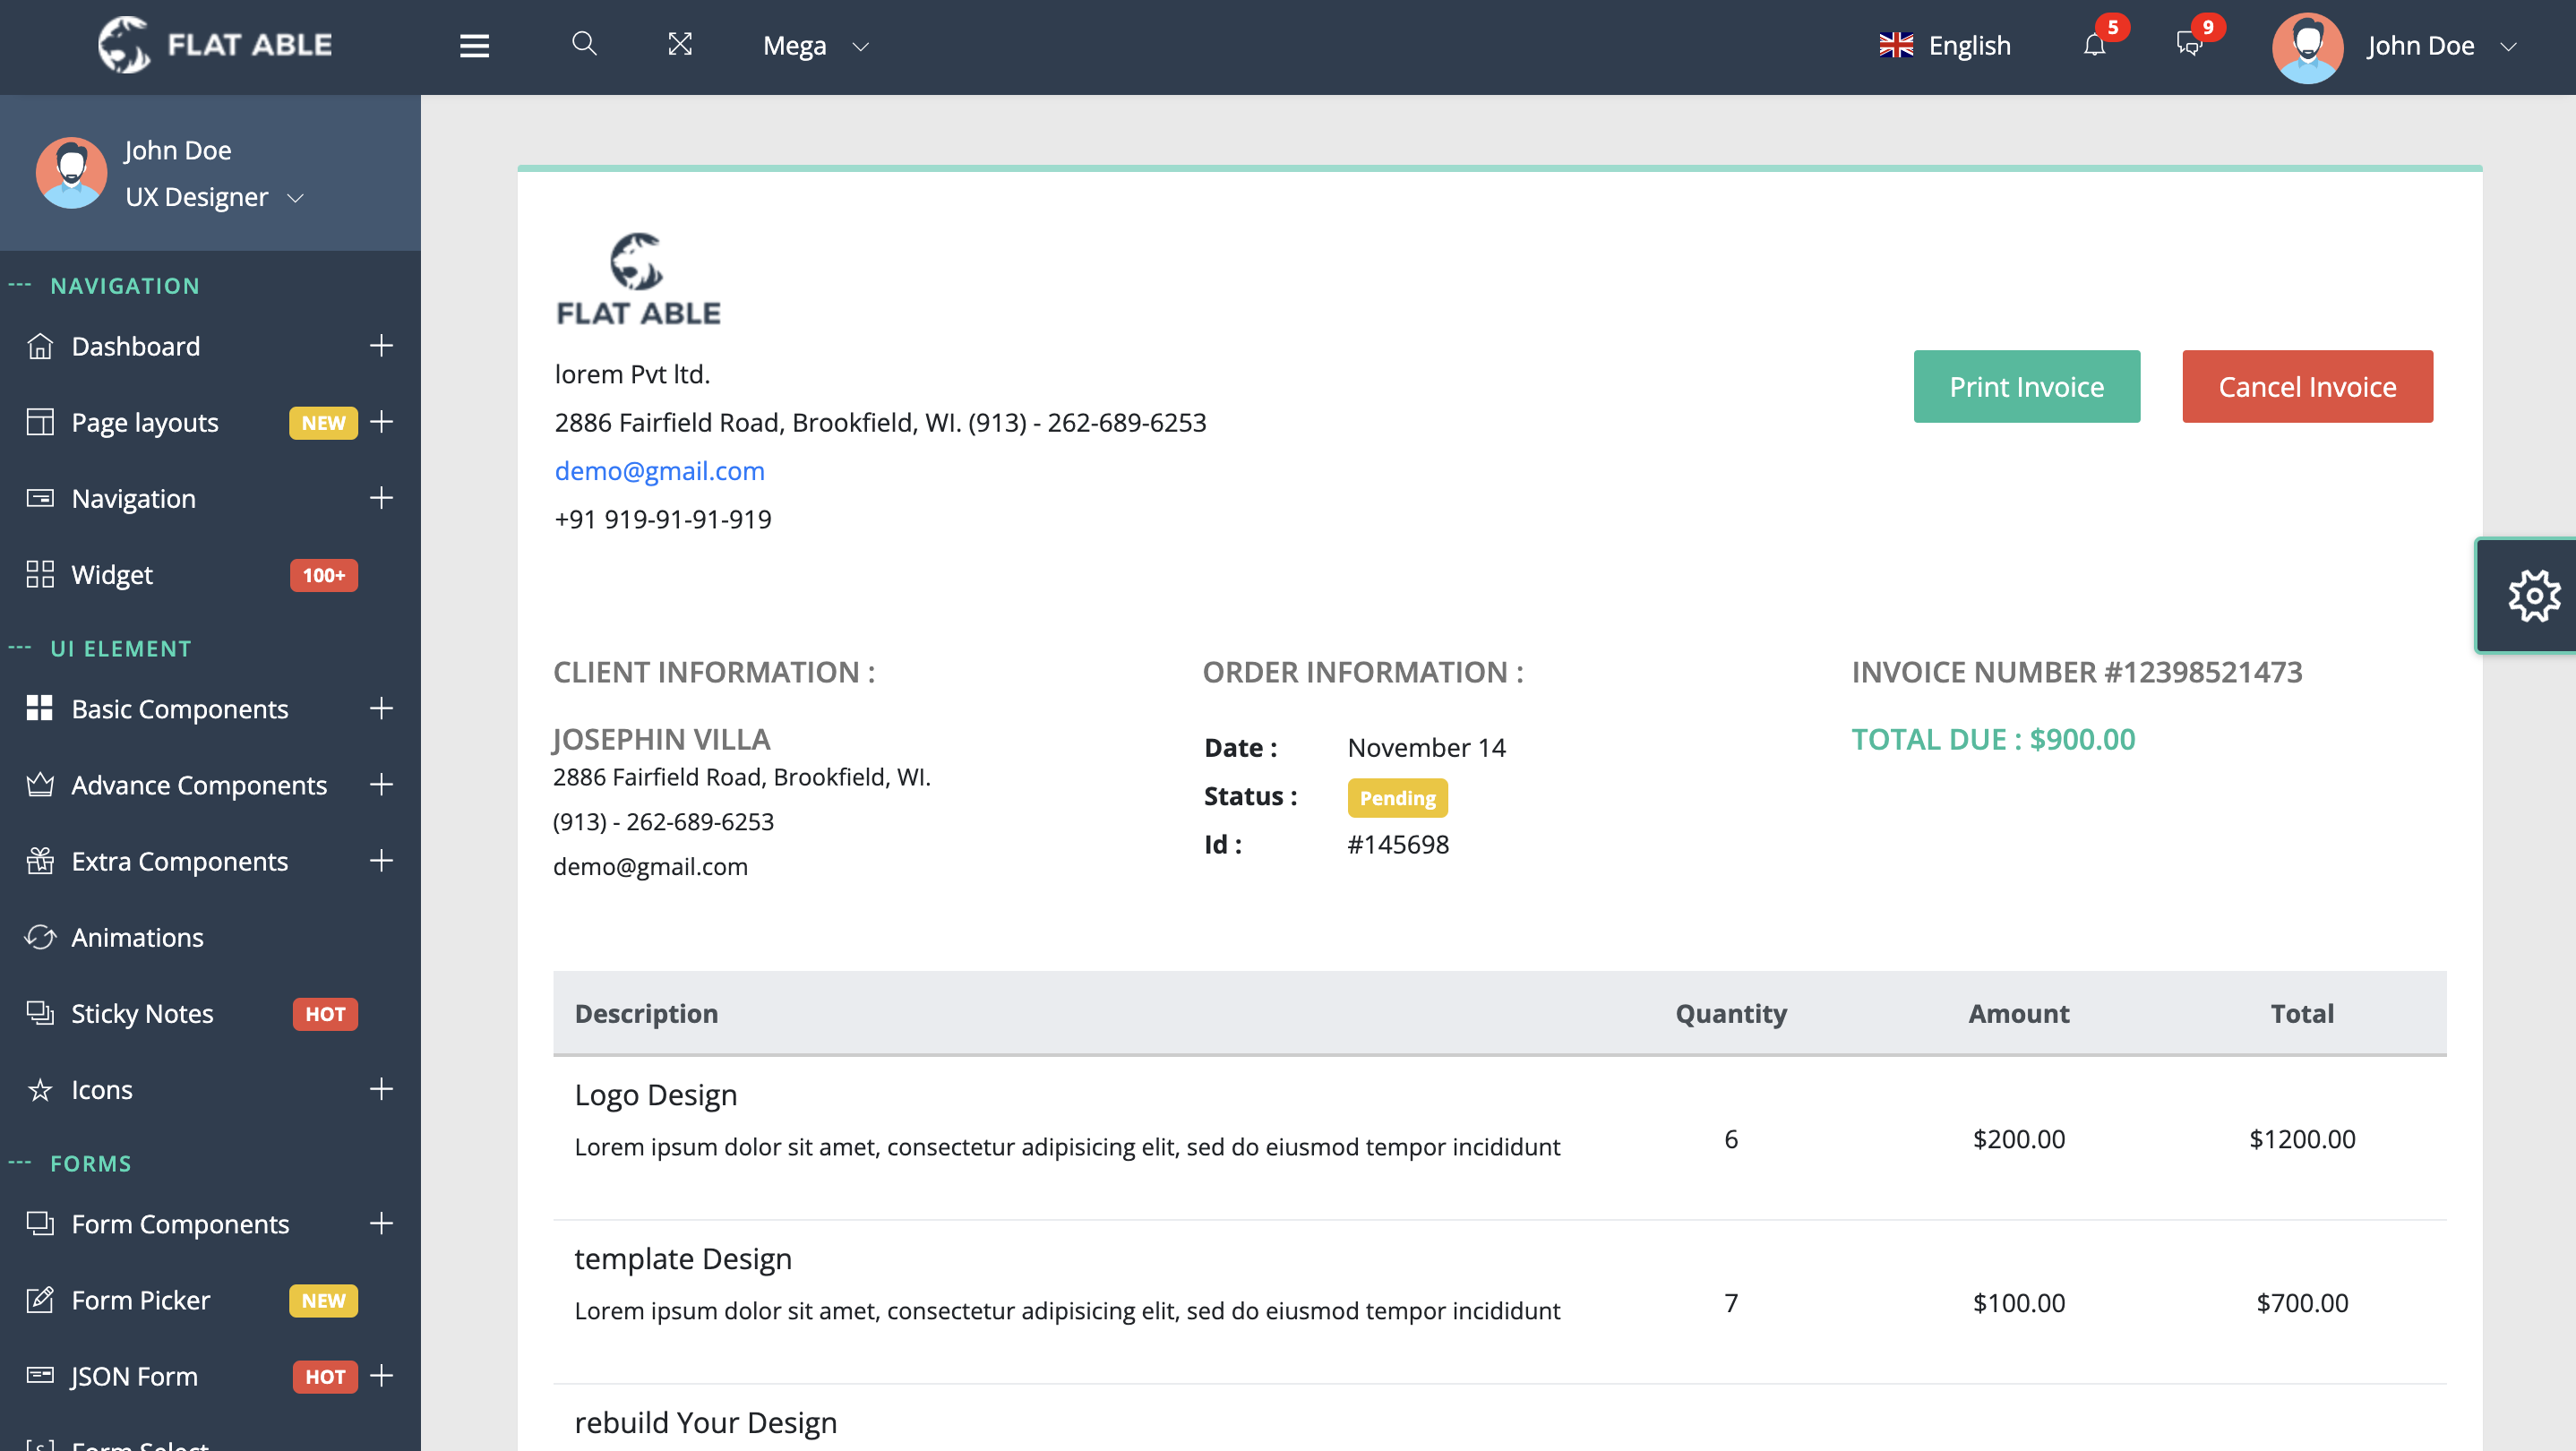 FLAT ABLE
Mega
English
5
9
John Doe
John Doe
UX Designer
--- NAVIGATION
Dashboard
Page layouts NEW
Navigation
Widget 100+
--- UI ELEMENT
Basic Components
Advance Components
Extra Components
Animations
Sticky Notes HOT
Icons
--- FORMS
Form Components
Form Picker NEW
JSON Form HOT
Form Select
FLAT ABLE
lorem Pvt ltd.
2886 Fairfield Road, Brookfield, WI. (913) - 262-689-6253
demo@gmail.com
+91 919-91-91-919
Print Invoice
Cancel Invoice
CLIENT INFORMATION :
JOSEPHIN VILLA
2886 Fairfield Road, Brookfield, WI.
(913) - 262-689-6253
demo@gmail.com
ORDER INFORMATION :
Date : November 14
Status : Pending
Id : #145698
INVOICE NUMBER #12398521473
TOTAL DUE : $900.00
Description Quantity Amount Total
Logo Design
Lorem ipsum dolor sit amet, consectetur adipisicing elit, sed do eiusmod tempor incididunt
6 $200.00 $1200.00
template Design
Lorem ipsum dolor sit amet, consectetur adipisicing elit, sed do eiusmod tempor incididunt
7 $100.00 $700.00
rebuild Your Design